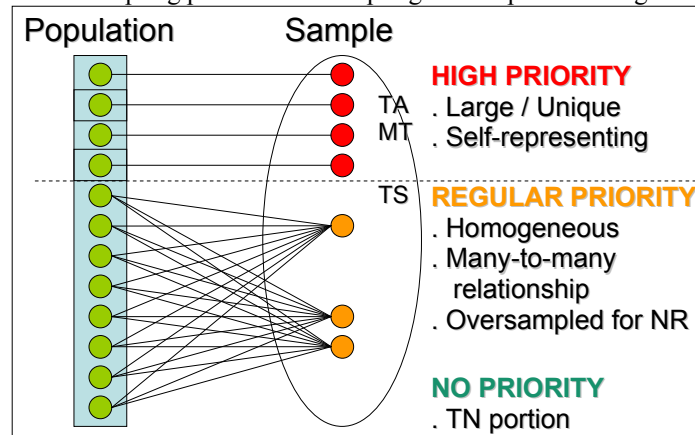 Population
Sample
HIGH PRIORITY
TA
. Large / Unique
MT
. Self-representing
TS
REGULAR PRIORITY
. Homogeneous
. Many-to-many
relationship
. Oversampled for NR
NO PRIORITY
. TN portion